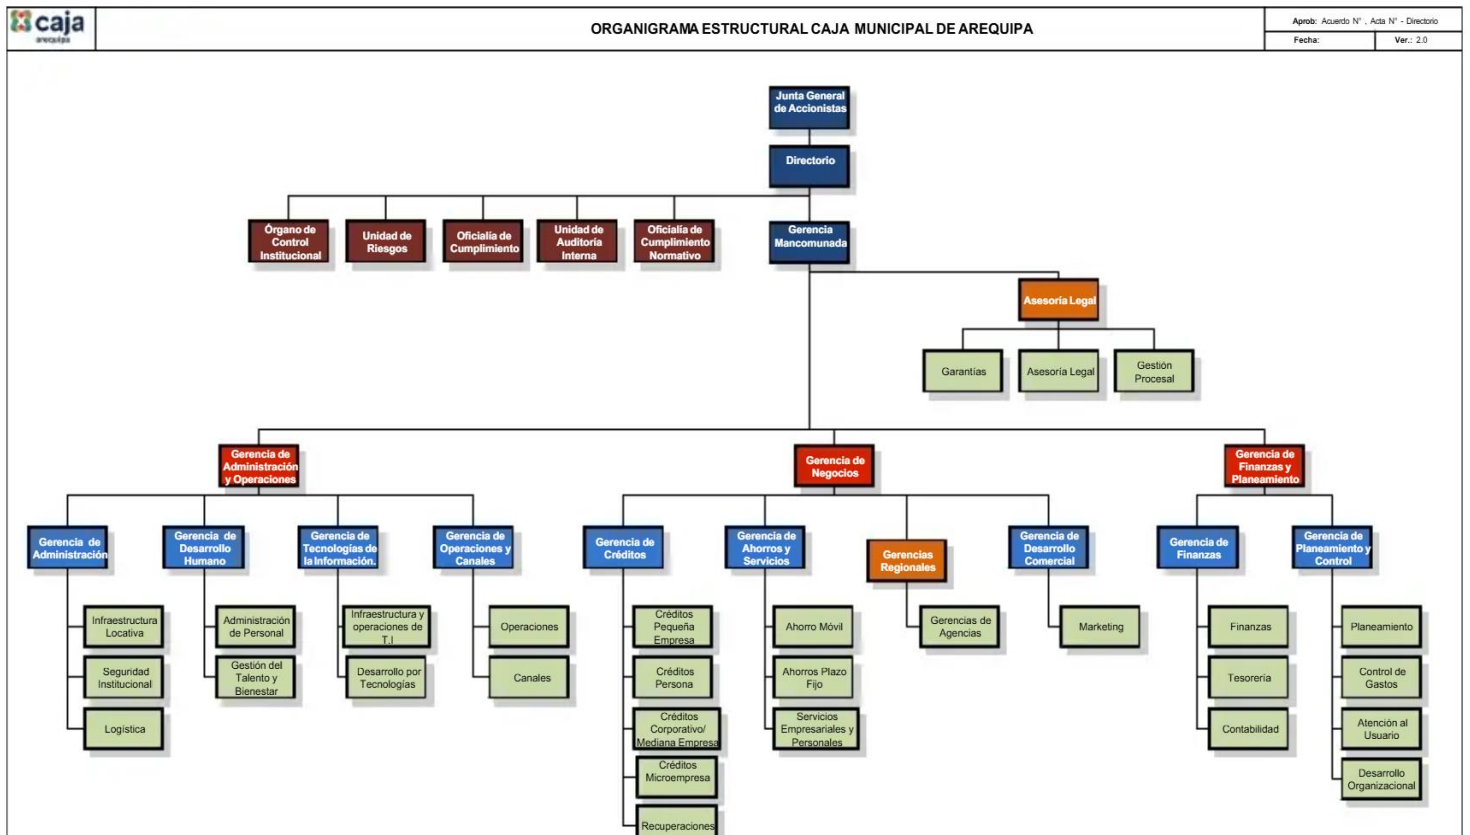 caja
arequipa
ORGANIGRAMA ESTRUCTURAL CAJA MUNICIPAL DE AREQUIPA
Aprob: Acuerdo N° , Acta N° - Directorio
Fecha:
Ver.: 2.0
Junta General
de Accionistas
Directorio
Órgano de
Control
Institucional
Unidad de
Riesgos
Oficialía de
Cumplimiento
Unidad de
Auditoría
Interna
Oficialía de
Cumplimiento
Normativo
Gerencia
Mancomunada
Asesoría Legal
Garantías
Asesoría Legal
Gestión
Procesal
Gerencia de
Administración
y Operaciones
Gerencia de
Negocios
Gerencia de
Finanzas y
Planeamiento
Gerencia de
Administración
Gerencia de
Desarrollo
Humano
Gerencia de
Tecnologías de
la Información.
Gerencia de
Operaciones y
Canales
Gerencia de
Créditos
Gerencia de
Ahorros y
Servicios
Gerencias
Regionales
Gerencia de
Desarrollo
Comercial
Gerencia de
Finanzas
Gerencia de
Planeamiento y
Control
Infraestructura
Locativa
Seguridad
Institucional
Logística
Administración
de Personal
Gestión del
Talento y
Bienestar
Infraestructura y
operaciones de
T.I
Desarrollo por
Tecnologías
Operaciones
Canales
Créditos
Pequeña
Empresa
Créditos
Persona
Créditos
Corporativo/
Mediana Empresa
Créditos
Microempresa
Recuperaciones
Ahorro Móvil
Ahorros Plazo
Fijo
Servicios
Empresariales y
Personales
Gerencias de
Agencias
Marketing
Finanzas
Tesorería
Contabilidad
Planeamiento
Control de
Gastos
Atención al
Usuario
Desarrollo
Organizacional